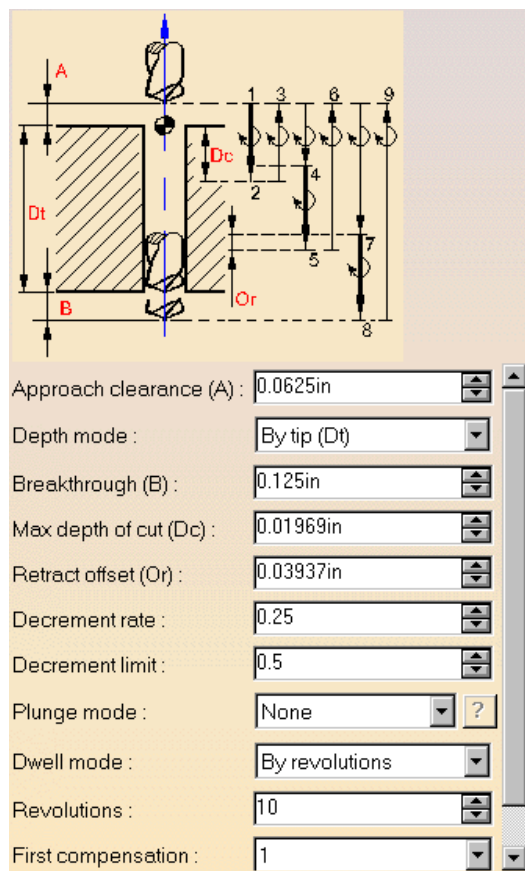 A
1 3 6 9
Dc
4
2
Dt
7
5
B
Or
8
Approach clearance (A) : 0.0625in
Depth mode : By tip (Dt)
Breakthrough (B) : 0.125in
Max depth of cut (Dc) : 0.01969in
Retract offset (Or) : 0.03937in
Decrement rate : 0.25
Decrement limit : 0.5
Plunge mode : None ?
Dwell mode : By revolutions
Revolutions : 10
First compensation : 1